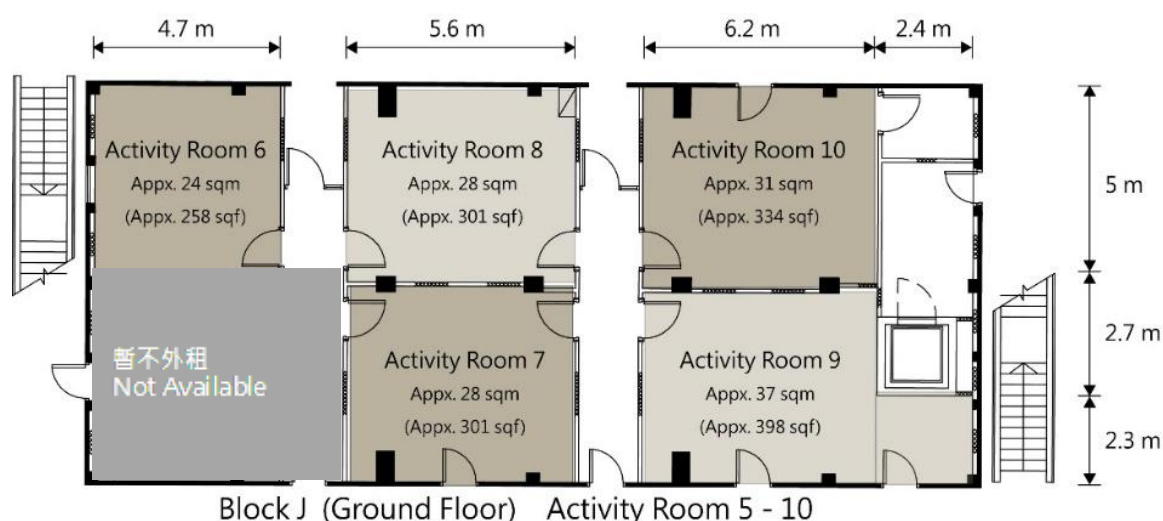 4.7 m
5.6 m
6.2 m
2.4 m
Activity Room 6
Appx. 24 sqm
(Appx. 258 sqf)
Activity Room 8
Appx. 28 sqm
(Appx. 301 sqf)
Activity Room 10
Appx. 31 sqm
(Appx. 334 sqf)
5 m
暫不外租
Not Available
Activity Room 7
Appx. 28 sqm
(Appx. 301 sqf)
Activity Room 9
Appx. 37 sqm
(Appx. 398 sqf)
2.7 m
2.3 m
Block J (Ground Floor) Activity Room 5 - 10